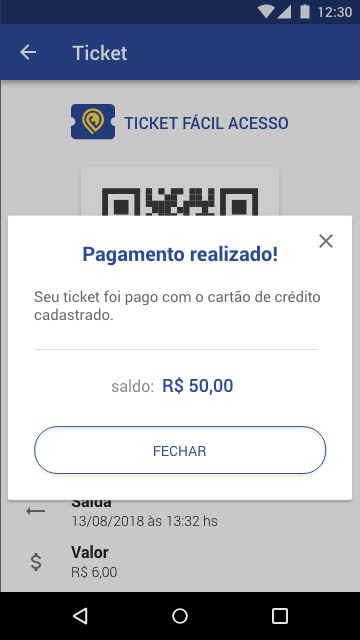 12:30
Ticket
TICKET FÁCIL ACESSO
Pagamento realizado!
Seu ticket foi pago com o cartão de crédito
cadastrado.
saldo: R$ 50,00
FECHAR
Saída
13/08/2018 às 13:32 hs
Valor
R$ 6,00